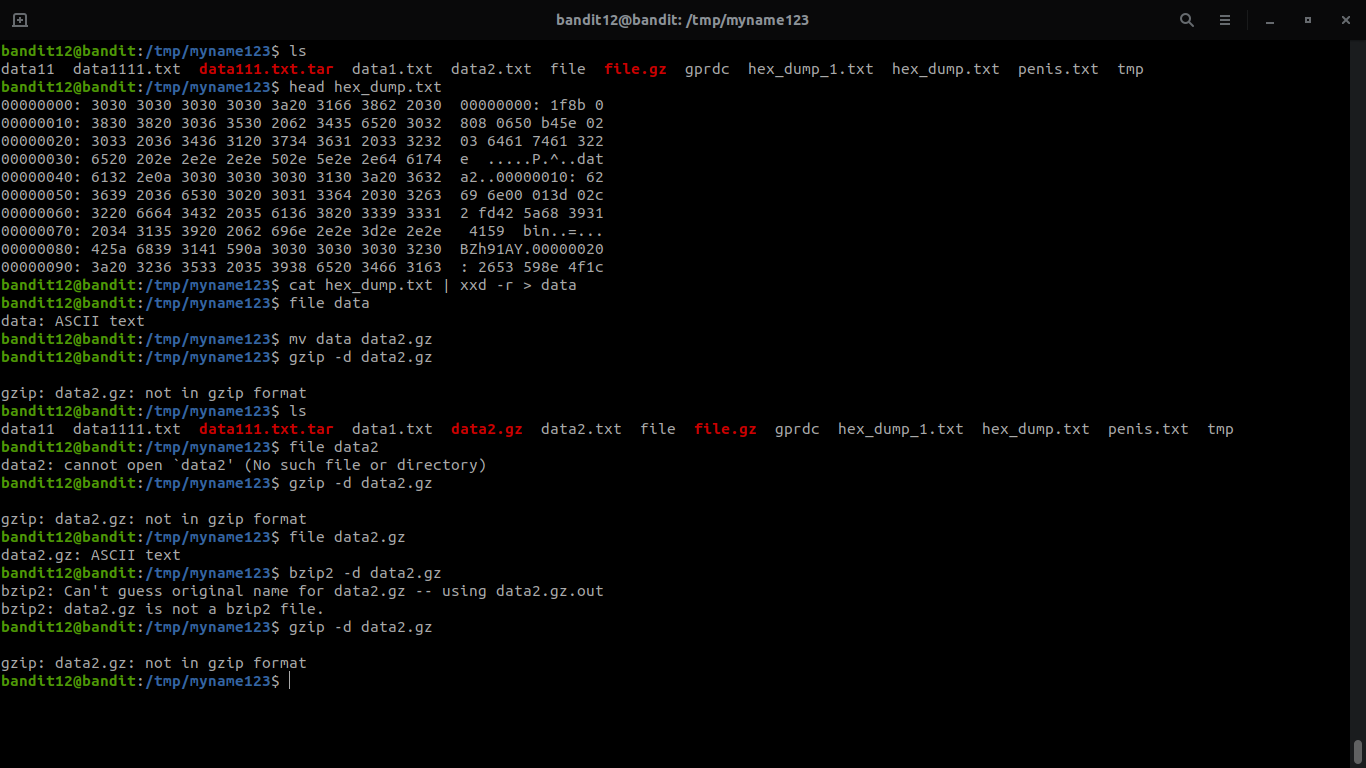 bandit12@bandit: /tmp/myname123
bandit12@bandit:/tmp/myname123$ ls
data11  data1111.txt  data111.txt.tar  data1.txt  data2.txt  file  file.gz  gprdc  hex_dump_1.txt  hex_dump.txt  penis.txt  tmp
bandit12@bandit:/tmp/myname123$ head hex_dump.txt
00000000: 3030 3030 3030 3030 3a20 3166 3862 2030  00000000: 1f8b 0
00000010: 3830 3820 3036 3530 2062 3435 6520 3032  808 0650 b45e 02
00000020: 3033 2036 3436 3120 3734 3631 2033 3232  03 6461 7461 322
00000030: 6520 202e 2e2e 2e2e 502e 5e2e 2e64 6174  e  .....P.^..dat
00000040: 6132 2e0a 3030 3030 3030 3130 3a20 3632  a2..00000010: 62
00000050: 3639 2036 6530 3020 3031 3364 2030 3263  69 6e00 013d 02c
00000060: 3220 6664 3432 2035 6136 3820 3339 3331  2 fd42 5a68 3931
00000070: 2034 3135 3920 2062 696e 2e2e 3d2e 2e2e   4159  bin..=...
00000080: 425a 6839 3141 590a 3030 3030 3030 3230  BZh91AY.00000020
00000090: 3a20 3236 3533 2035 3938 6520 3466 3163  : 2653 598e 4f1c
bandit12@bandit:/tmp/myname123$ cat hex_dump.txt | xxd -r > data
bandit12@bandit:/tmp/myname123$ file data
data: ASCII text
bandit12@bandit:/tmp/myname123$ mv data data2.gz
bandit12@bandit:/tmp/myname123$ gzip -d data2.gz
gzip: data2.gz: not in gzip format
bandit12@bandit:/tmp/myname123$ ls
data11  data1111.txt  data111.txt.tar  data1.txt  data2.gz  data2.txt  file  file.gz  gprdc  hex_dump_1.txt  hex_dump.txt  penis.txt  tmp
bandit12@bandit:/tmp/myname123$ file data2
data2: cannot open `data2' (No such file or directory)
bandit12@bandit:/tmp/myname123$ gzip -d data2.gz
gzip: data2.gz: not in gzip format
bandit12@bandit:/tmp/myname123$ file data2.gz
data2.gz: ASCII text
bandit12@bandit:/tmp/myname123$ bzip2 -d data2.gz
bzip2: Can't guess original name for data2.gz -- using data2.gz.out
bzip2: data2.gz is not a bzip2 file.
bandit12@bandit:/tmp/myname123$ gzip -d data2.gz
gzip: data2.gz: not in gzip format
bandit12@bandit:/tmp/myname123$